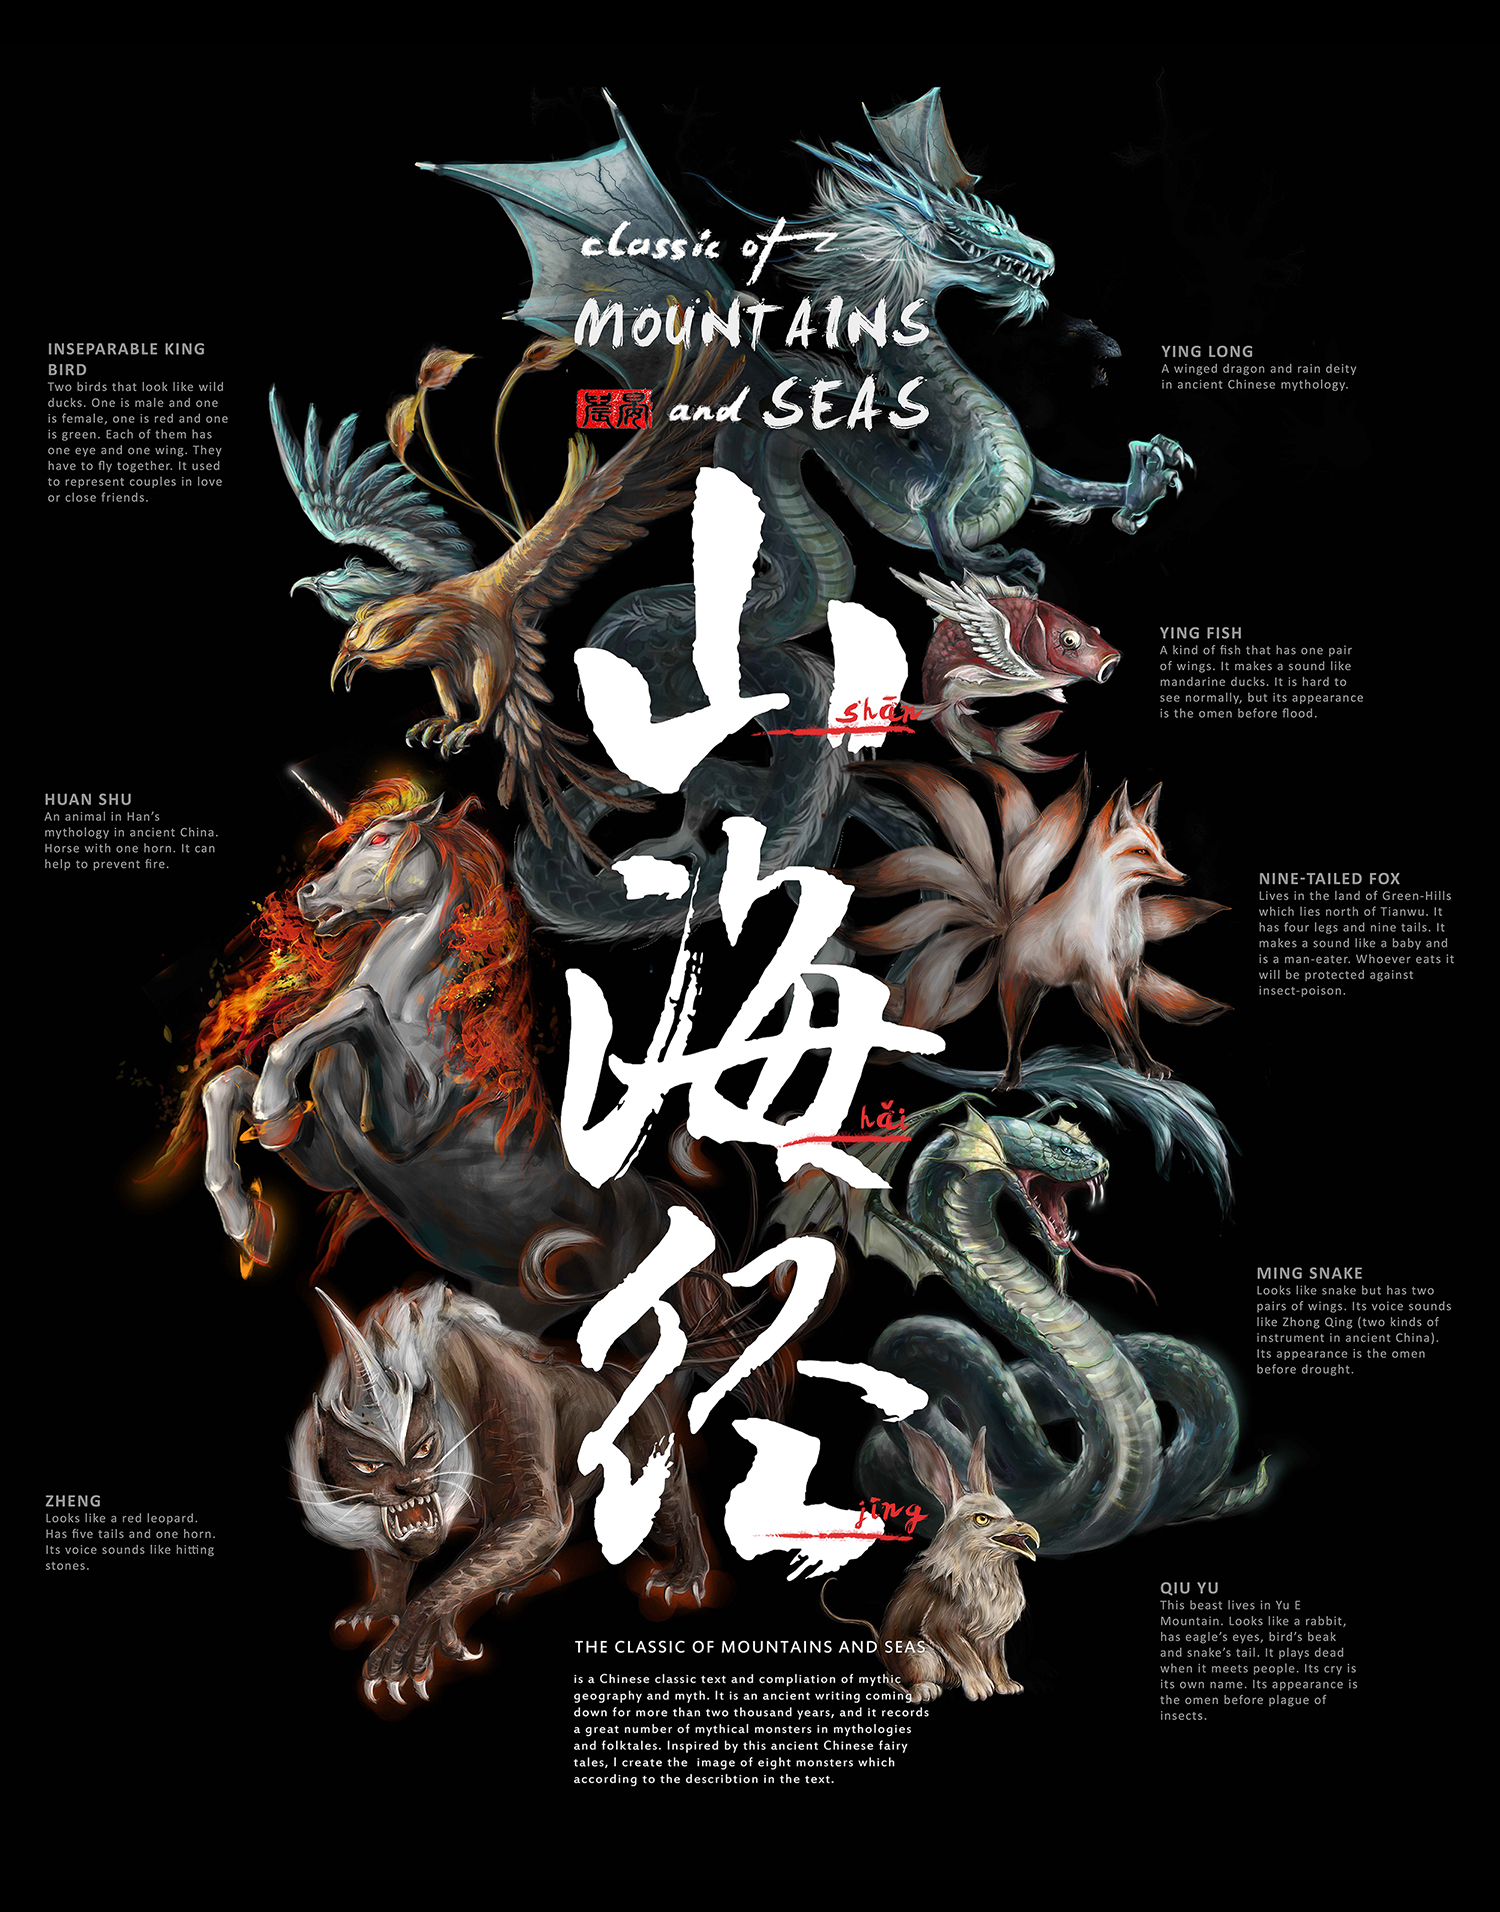 classic of
MOUNTAINS
and SEAS
山
shān
海
hǎi
经
jīng
INSEPARABLE KING
BIRD
Two birds that look like wild
ducks. One is male and one
is female, one is red and one
is green. Each of them has
one eye and one wing. They
have to fly together. It used
to represent couples in love
or close friends.
HUAN SHU
An animal in Han's
mythology in ancient China.
Horse with one horn. It can
help to prevent fire.
ZHENG
Looks like a red leopard.
Has five tails and one horn.
Its voice sounds like hitting
stones.
YING LONG
A winged dragon and rain deity
in ancient Chinese mythology.
YING FISH
A kind of fish that has one pair
of wings. It makes a sound like
mandarine ducks. It is hard to
see normally, but its appearance
is the omen before flood.
NINE-TAILED FOX
Lives in the land of Green-Hills
which lies north of Tianwu. It
has four legs and nine tails. It
makes a sound like a baby and
is a man-eater. Whoever eats it
will be protected against
insect-poison.
MING SNAKE
Looks like snake but has two
pairs of wings. Its voice sounds
like Zhong Qing (two kinds of
instrument in ancient China).
Its appearance is the omen
before drought.
QIU YU
This beast lives in Yu E
Mountain. Looks like a rabbit,
has eagle's eyes, bird's beak
and snake's tail. It plays dead
when it meets people. Its cry is
its own name. Its appearance is
the omen before plague of
insects.
THE CLASSIC OF MOUNTAINS AND SEAS
is a Chinese classic text and compliation of mythic
geography and myth. It is an ancient writing coming
down for more than two thousand years, and it records
a great number of mythical monsters in mythologies
and folktales. Inspired by this ancient Chinese fairy
tales, I create the image of eight monsters which
according to the describtion in the text.